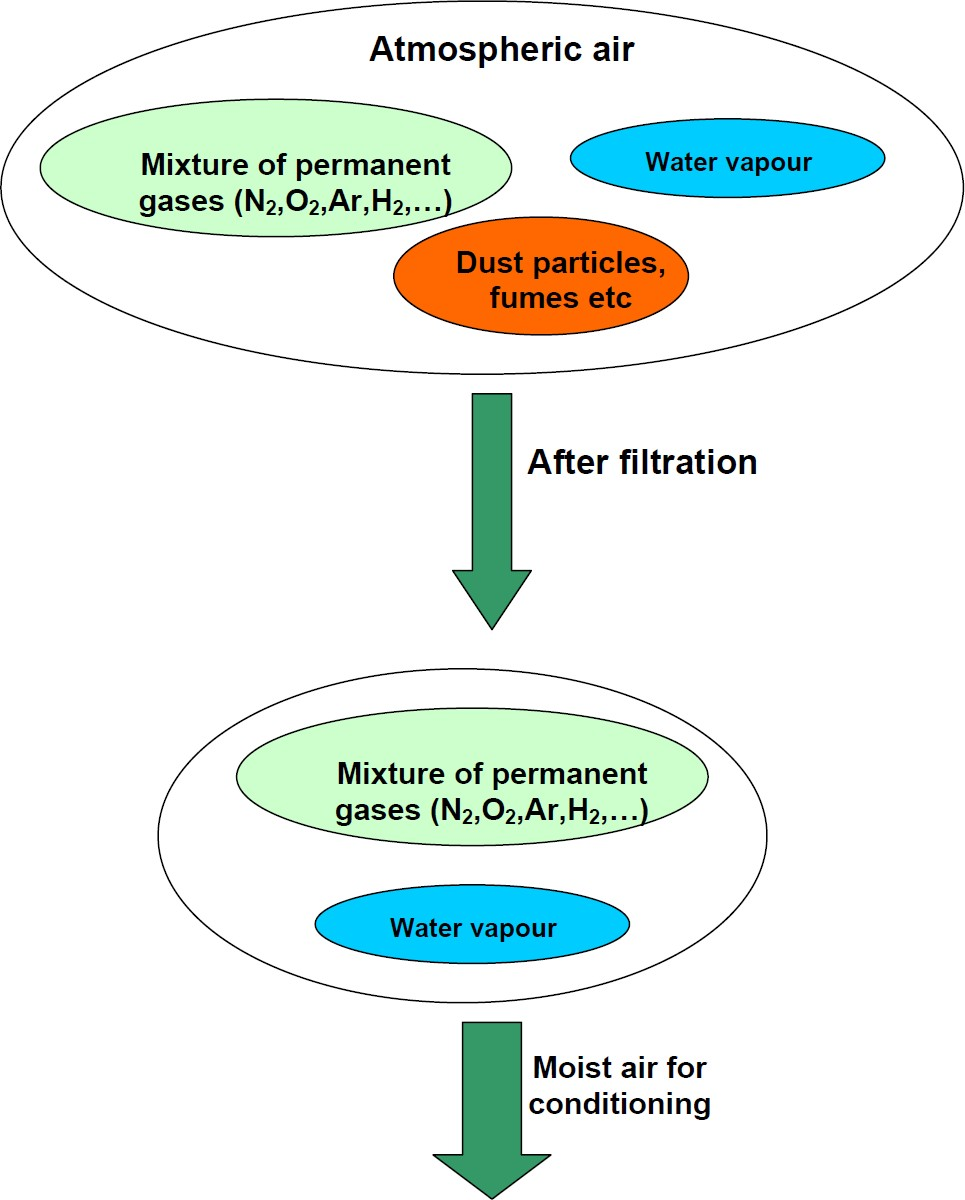 Atmospheric air
Mixture of permanent
gases (N₂,O₂,Ar,H₂,…)
Water vapour
Dust particles,
fumes etc
After filtration
Mixture of permanent
gases (N₂,O₂,Ar,H₂,…)
Water vapour
Moist air for
conditioning